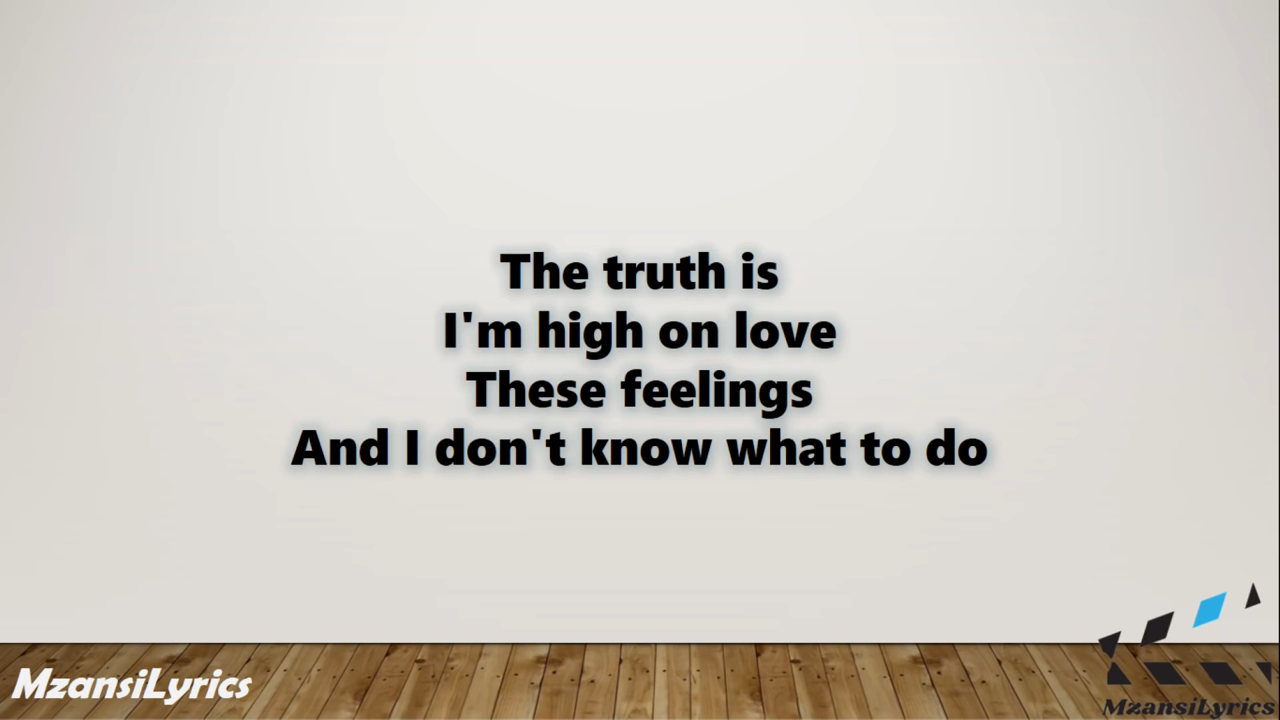 The truth is
I'm high on love
These feelings
And I don't know what to do
MzansiLyrics
MzansiLyrics